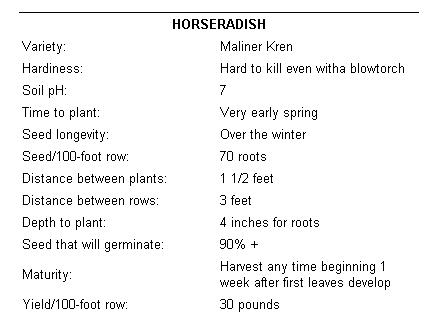 HORSERADISH
Variety: Maliner Kren
Hardiness: Hard to kill even witha blowtorch
Soil pH: 7
Time to plant: Very early spring
Seed longevity: Over the winter
Seed/100-foot row: 70 roots
Distance between plants: 1 1/2 feet
Distance between rows: 3 feet
Depth to plant: 4 inches for roots
Seed that will germinate: 90% +
Maturity: Harvest any time beginning 1
week after first leaves develop
Yield/100-foot row: 30 pounds